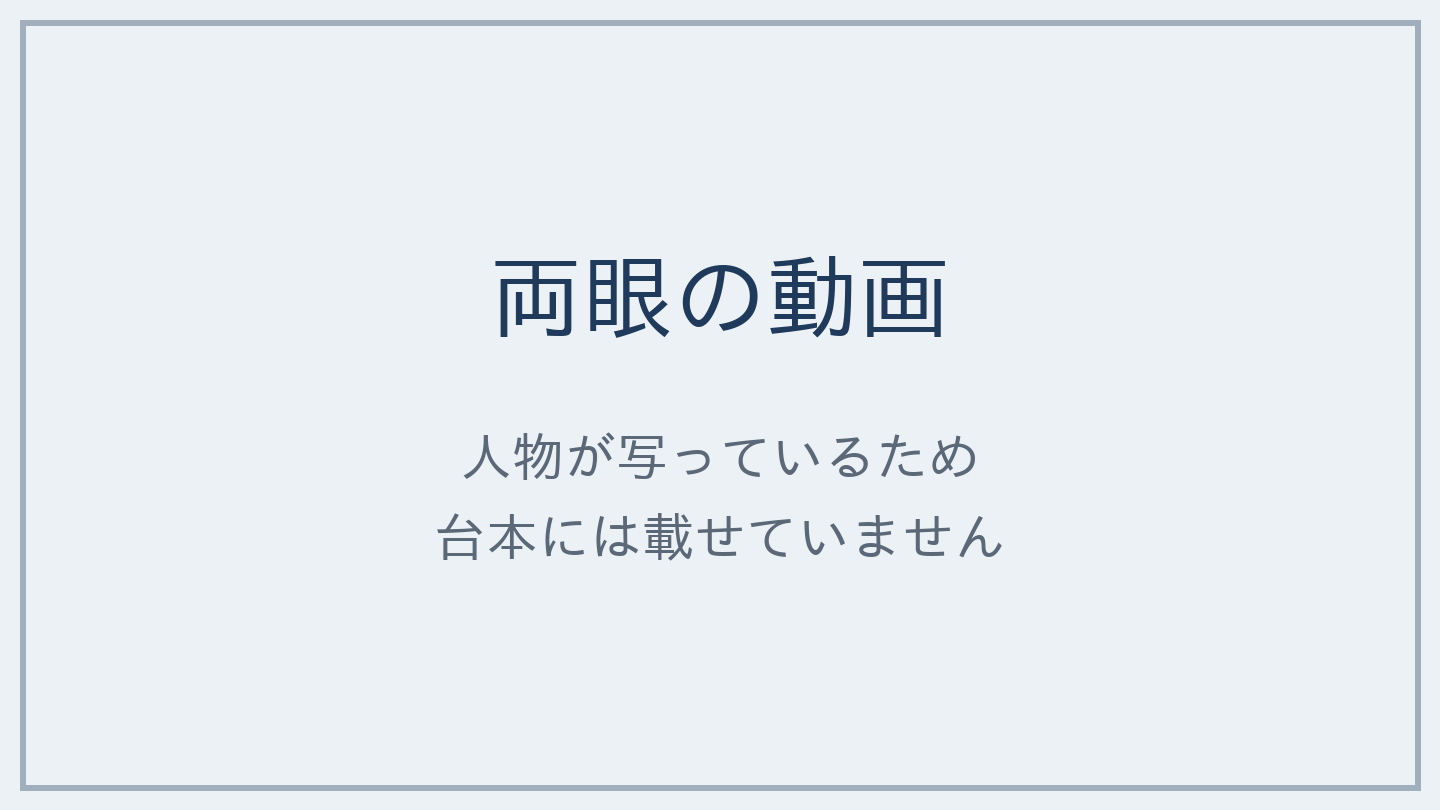 両眼の動画
人物が写っているため
台本には載せていません